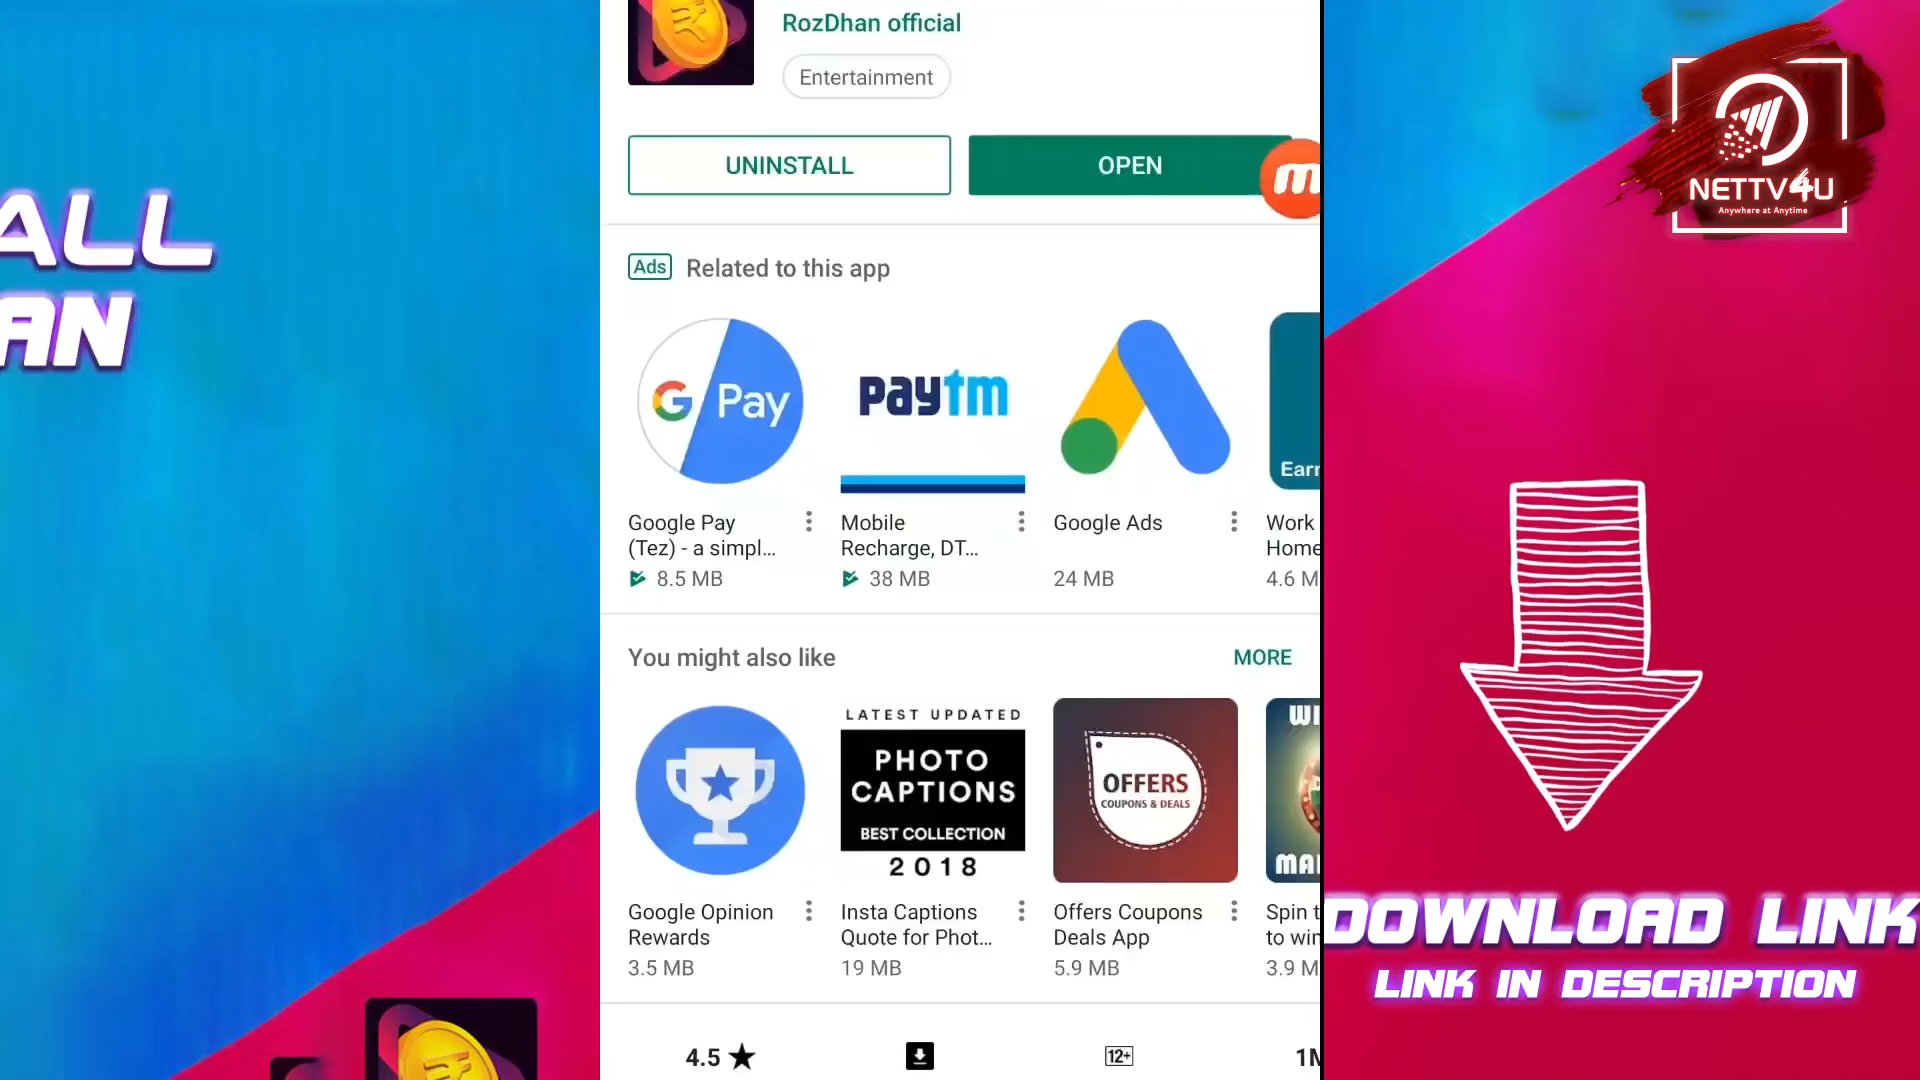 ALL
AN
RozDhan official
Entertainment
UNINSTALL
OPEN
Ads Related to this app
G Pay
paytm
Earn
Google Pay
(Tez) - a simpl...
8.5 MB
Mobile
Recharge, DT...
38 MB
Google Ads
24 MB
Work
Home
4.6 M
You might also like
MORE
LATEST UPDATED
PHOTO
CAPTIONS
BEST COLLECTION
2018
OFFERS
COUPONS & DEALS
WI
MA
Google Opinion
Rewards
3.5 MB
Insta Captions
Quote for Phot...
19 MB
Offers Coupons
Deals App
5.9 MB
Spin t
to win
3.9 M
4.5 ★
12+
1M
NETTV4U
Anywhere at Anytime
DOWNLOAD LINK
LINK IN DESCRIPTION